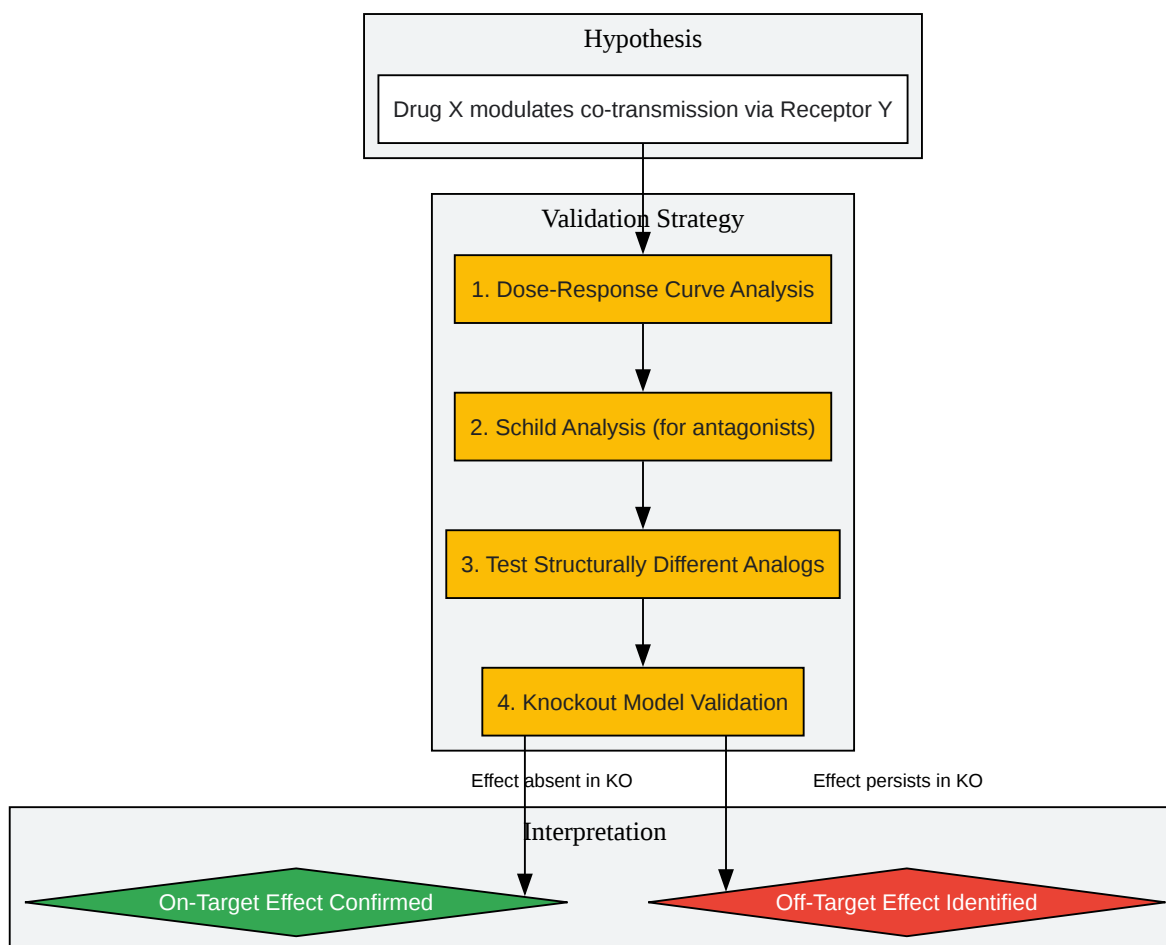 Hypothesis
Drug X modulates co-transmission via Receptor Y
Validation Strategy
1. Dose-Response Curve Analysis
2. Schild Analysis (for antagonists)
3. Test Structurally Different Analogs
4. Knockout Model Validation
Effect absent in KO
Effect persists in KO
Interpretation
On-Target Effect Confirmed
Off-Target Effect Identified